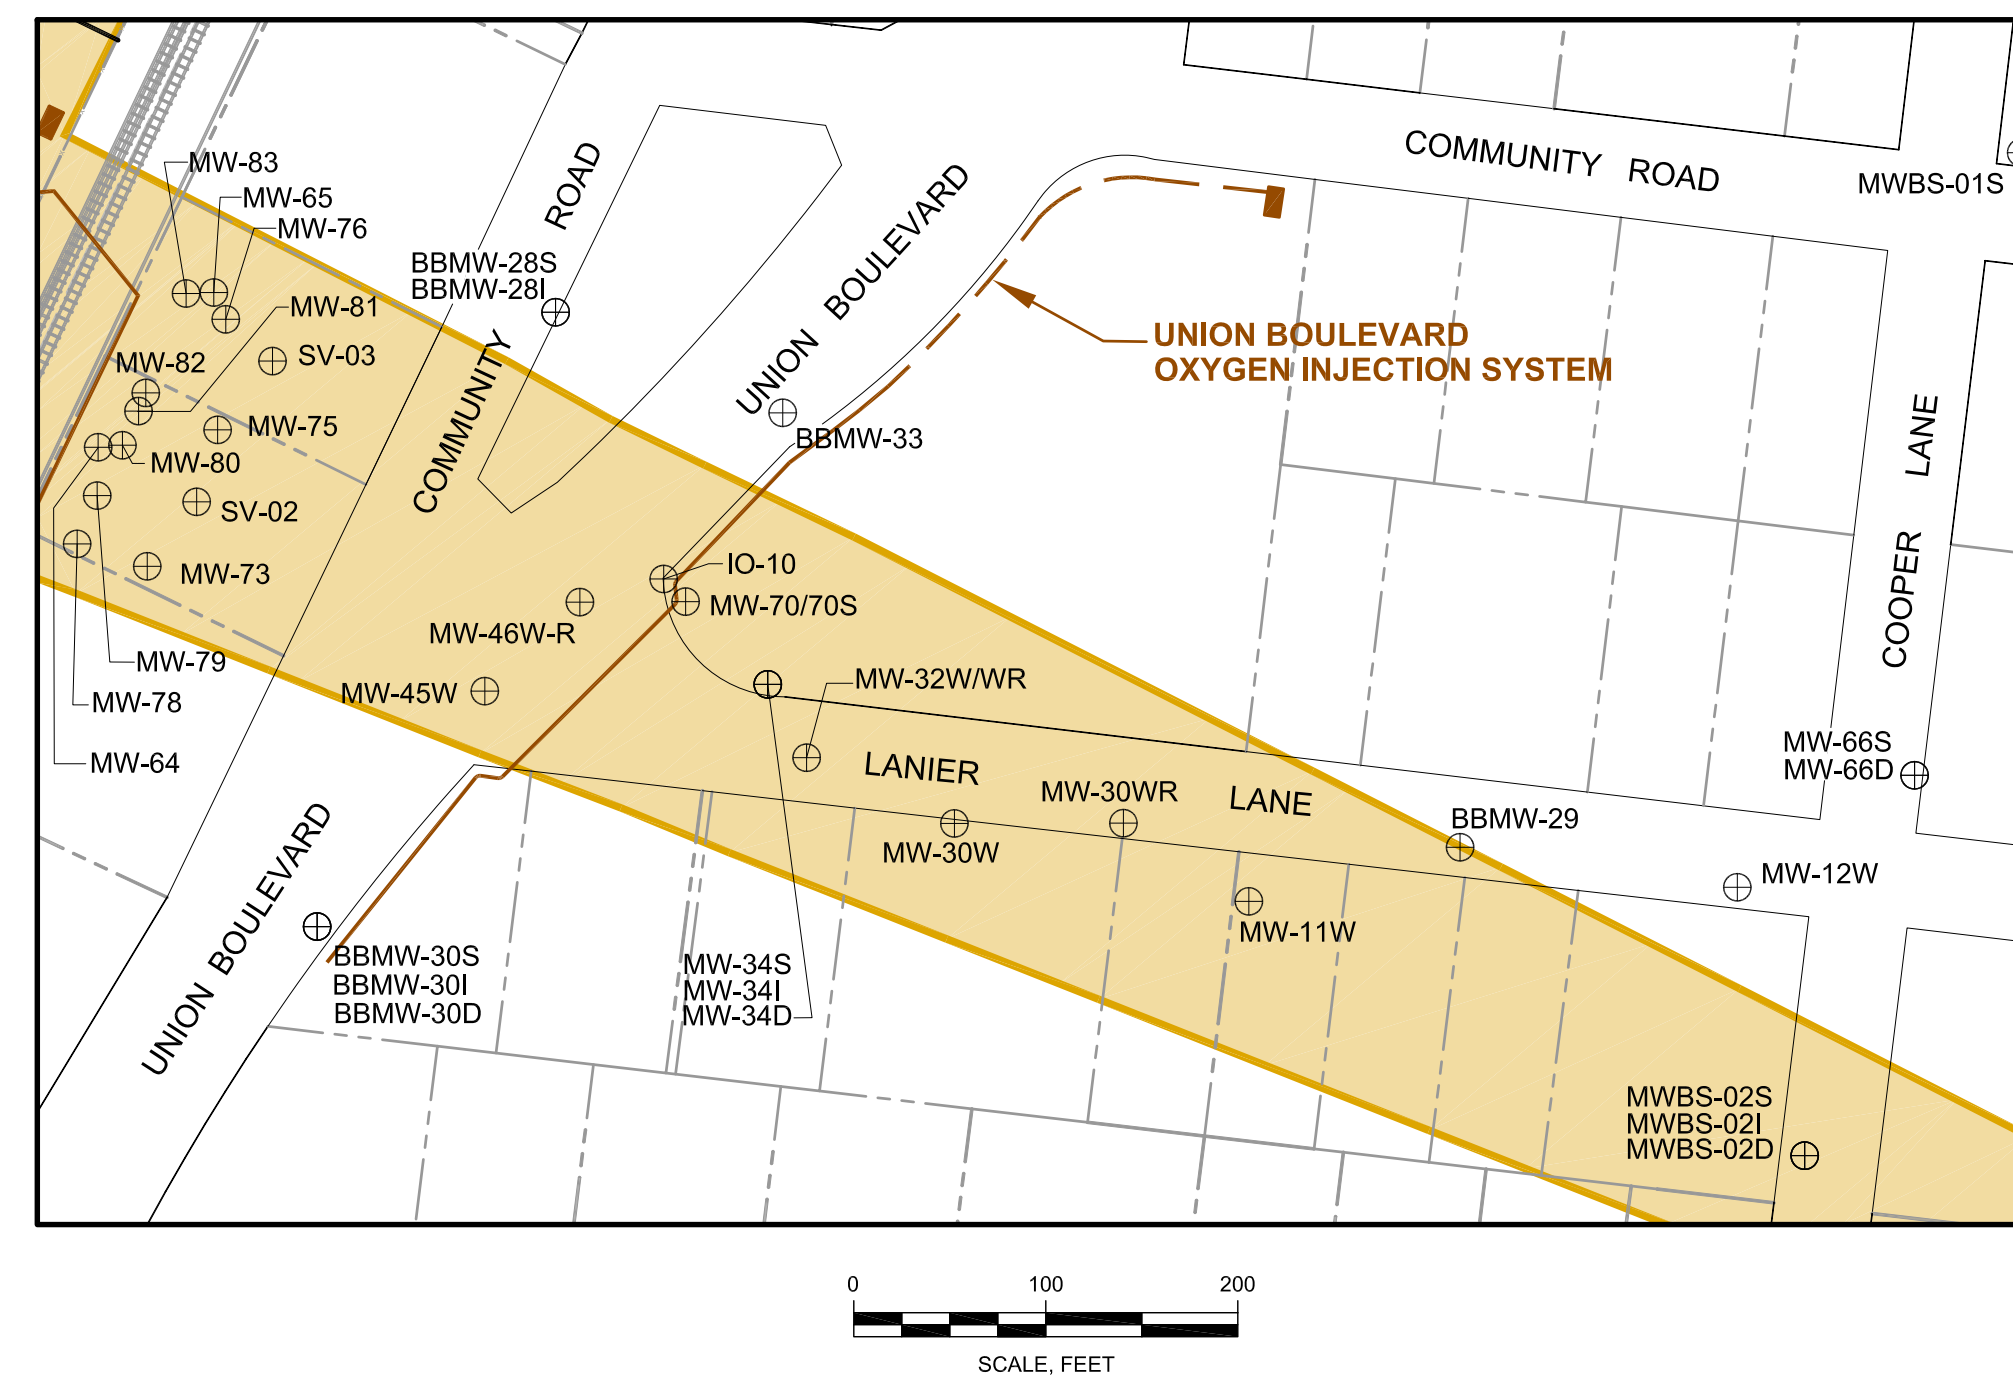 COMMUNITY ROAD
MWBS-01S
MW-83
MW-65
MW-76
ROAD
COMMUNITY
UNION BOULEVARD
BBMW-28S
BBMW-28I
MW-81
UNION BOULEVARD
OXYGEN INJECTION SYSTEM
MW-82
SV-03
MW-75
BBMW-33
MW-80
SV-02
COOPER LANE
IO-10
MW-73
MW-70/70S
MW-46W-R
MW-79
MW-45W
MW-32W/WR
MW-78
MW-66S
MW-66D
MW-64
LANIER LANE
MW-30WR
BBMW-29
MW-30W
MW-12W
MW-11W
UNION BOULEVARD
BBMW-30S
BBMW-30I
BBMW-30D
MW-34S
MW-34I
MW-34D
MWBS-02S
MWBS-02I
MWBS-02D
0 100 200
SCALE, FEET